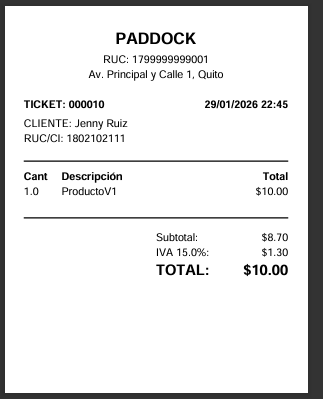 PADDOCK
RUC: 1799999999001
Av. Principal y Calle 1, Quito
TICKET: 000010 29/01/2026 22:45
CLIENTE: Jenny Ruiz
RUC/CI: 1802102111
Cant Descripción Total
1.0 ProductoV1 $10.00
Subtotal: $8.70
IVA 15.0%: $1.30
TOTAL: $10.00